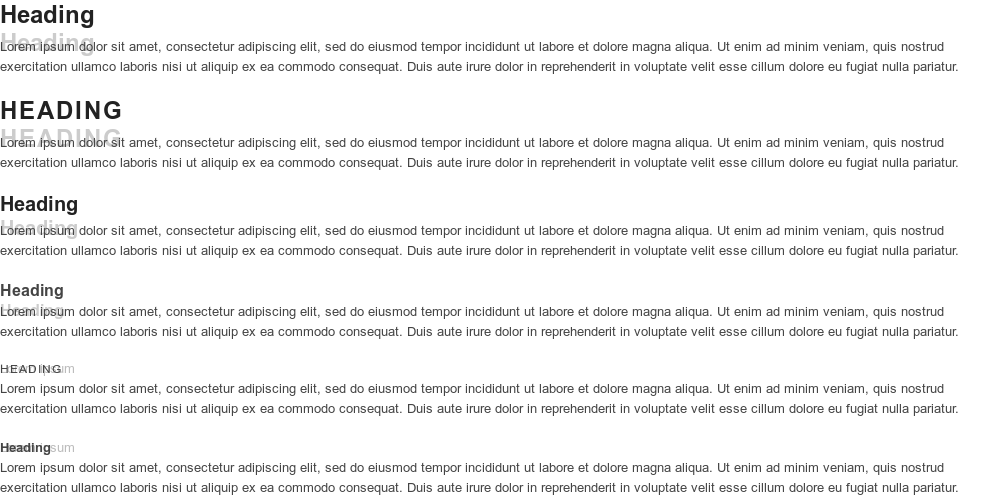 Heading
Heading
Lorem ipsum dolor sit amet, consectetur adipiscing elit, sed do eiusmod tempor incididunt ut labore et dolore magna aliqua. Ut enim ad minim veniam, quis nostrud
exercitation ullamco laboris nisi ut aliquip ex ea commodo consequat. Duis aute irure dolor in reprehenderit in voluptate velit esse cillum dolore eu fugiat nulla pariatur.
HEADING
HEADING
Lorem ipsum dolor sit amet, consectetur adipiscing elit, sed do eiusmod tempor incididunt ut labore et dolore magna aliqua. Ut enim ad minim veniam, quis nostrud
exercitation ullamco laboris nisi ut aliquip ex ea commodo consequat. Duis aute irure dolor in reprehenderit in voluptate velit esse cillum dolore eu fugiat nulla pariatur.
Heading
Heading
Lorem ipsum dolor sit amet, consectetur adipiscing elit, sed do eiusmod tempor incididunt ut labore et dolore magna aliqua. Ut enim ad minim veniam, quis nostrud
exercitation ullamco laboris nisi ut aliquip ex ea commodo consequat. Duis aute irure dolor in reprehenderit in voluptate velit esse cillum dolore eu fugiat nulla pariatur.
Heading
Heading
Lorem ipsum dolor sit amet, consectetur adipiscing elit, sed do eiusmod tempor incididunt ut labore et dolore magna aliqua. Ut enim ad minim veniam, quis nostrud
exercitation ullamco laboris nisi ut aliquip ex ea commodo consequat. Duis aute irure dolor in reprehenderit in voluptate velit esse cillum dolore eu fugiat nulla pariatur.
HEADING
Lorem ipsum
Lorem ipsum dolor sit amet, consectetur adipiscing elit, sed do eiusmod tempor incididunt ut labore et dolore magna aliqua. Ut enim ad minim veniam, quis nostrud
exercitation ullamco laboris nisi ut aliquip ex ea commodo consequat. Duis aute irure dolor in reprehenderit in voluptate velit esse cillum dolore eu fugiat nulla pariatur.
Heading
Lorem ipsum
Lorem ipsum dolor sit amet, consectetur adipiscing elit, sed do eiusmod tempor incididunt ut labore et dolore magna aliqua. Ut enim ad minim veniam, quis nostrud
exercitation ullamco laboris nisi ut aliquip ex ea commodo consequat. Duis aute irure dolor in reprehenderit in voluptate velit esse cillum dolore eu fugiat nulla pariatur.